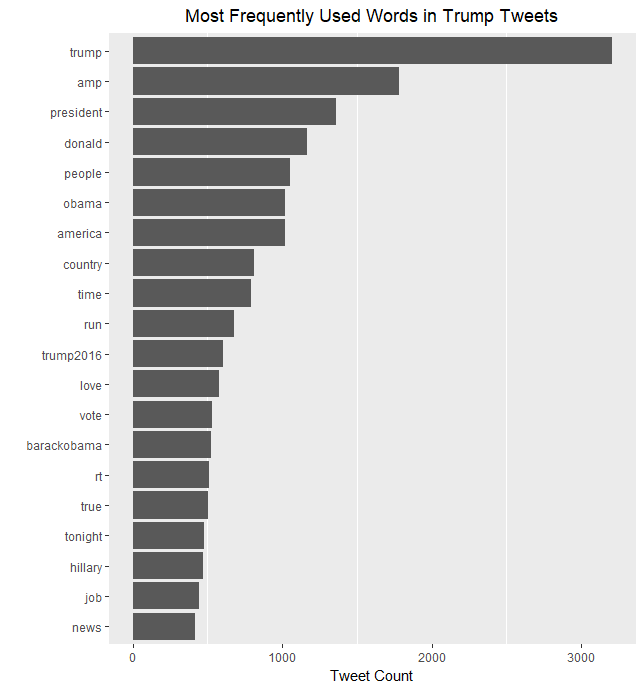 Most Frequently Used Words in Trump Tweets
trump
amp
president
donald
people
obama
america
country
time
run
trump2016
love
vote
barackobama
rt
true
tonight
hillary
job
news
0 1000 2000 3000
Tweet Count